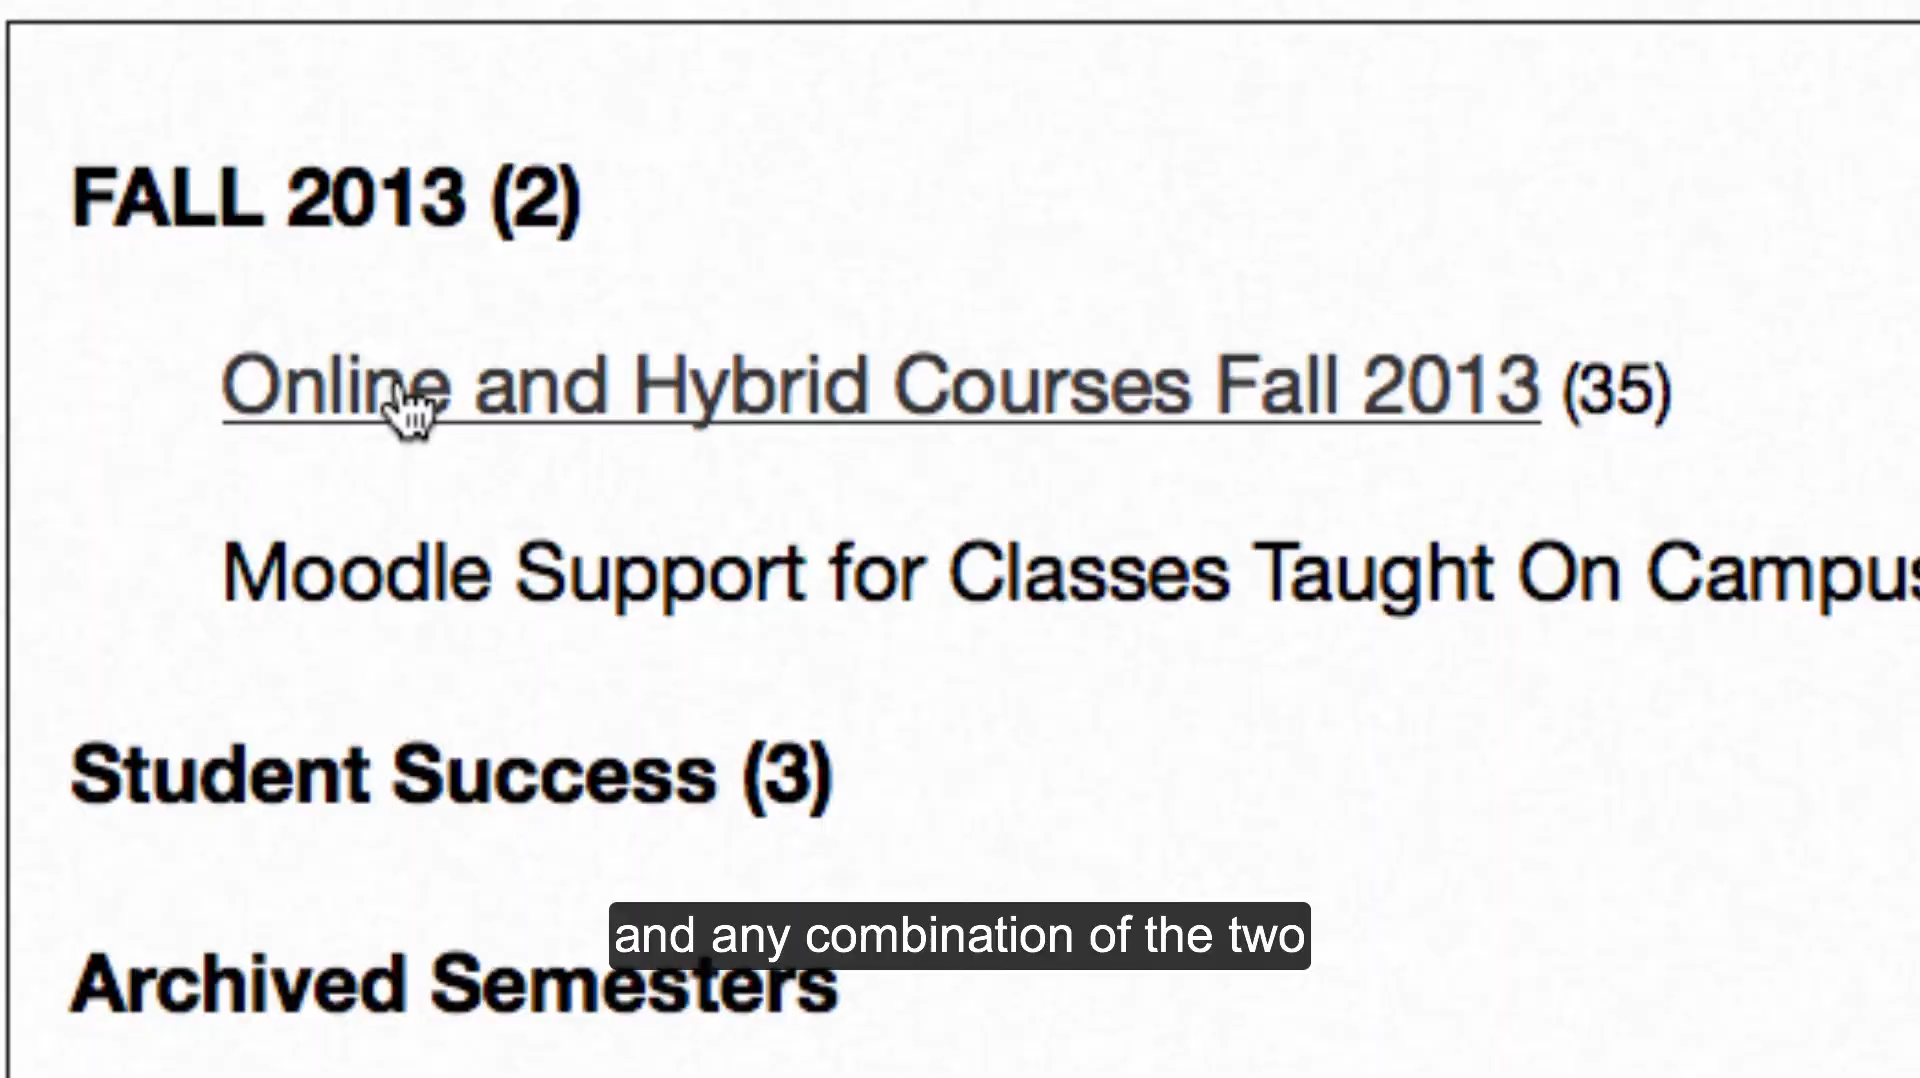 FALL 2013 (2)
Online and Hybrid Courses Fall 2013 (35)
Moodle Support for Classes Taught On Campus
Student Success (3)
and any combination of the two
Archived Semesters